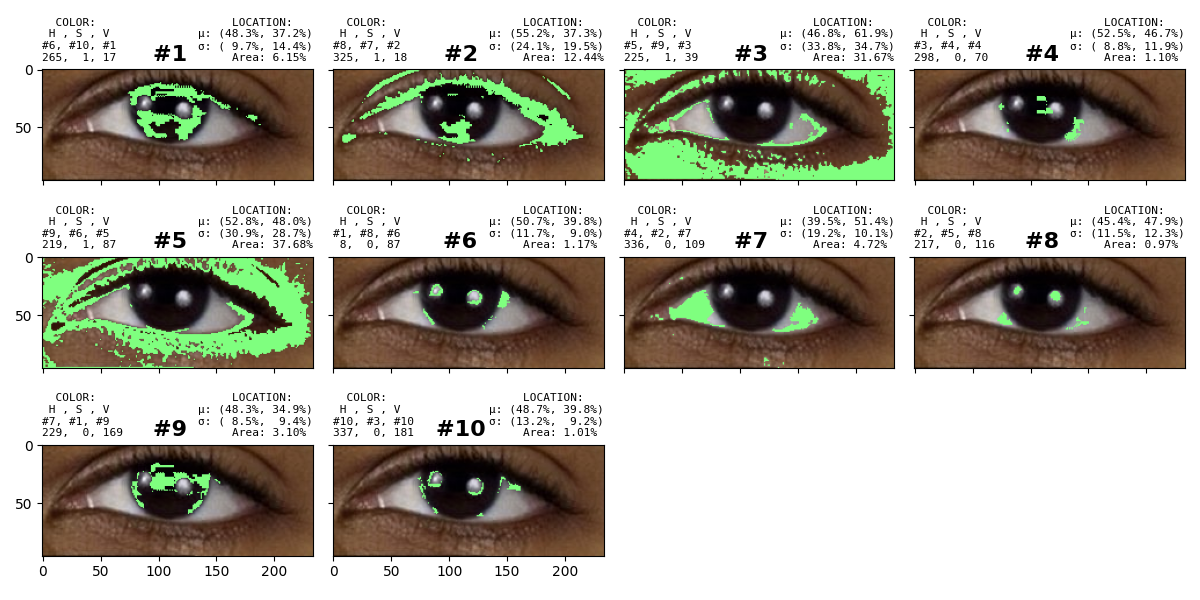 COLOR: LOCATION:
H , S , V μ: (48.3%, 37.2%)
#6, #10, #1 σ: ( 9.7%, 14.4%)
265, 1, 17 #1 Area: 6.15%
COLOR: LOCATION:
H , S , V μ: (55.2%, 37.3%)
#8, #7, #2 σ: (24.1%, 19.5%)
325, 1, 18 #2 Area: 12.44%
COLOR: LOCATION:
H , S , V μ: (46.8%, 61.9%)
#5, #9, #3 σ: (33.8%, 34.7%)
225, 1, 39 #3 Area: 31.67%
COLOR: LOCATION:
H , S , V μ: (52.5%, 46.7%)
#3, #4, #4 σ: ( 8.8%, 11.9%)
298, 0, 70 #4 Area: 1.10%
0
50
COLOR: LOCATION:
H , S , V μ: (52.8%, 48.0%)
#9, #6, #5 σ: (30.9%, 28.7%)
219, 1, 87 #5 Area: 37.68%
COLOR: LOCATION:
H , S , V μ: (50.7%, 39.8%)
#1, #8, #6 σ: (11.7%, 9.0%)
8, 0, 87 #6 Area: 1.17%
COLOR: LOCATION:
H , S , V μ: (39.5%, 51.4%)
#4, #2, #7 σ: (19.2%, 10.1%)
336, 0, 109 #7 Area: 4.72%
COLOR: LOCATION:
H , S , V μ: (45.4%, 47.9%)
#2, #5, #8 σ: (11.5%, 12.3%)
217, 0, 116 #8 Area: 0.97%
0
50
COLOR: LOCATION:
H , S , V μ: (48.3%, 34.9%)
#7, #1, #9 σ: ( 8.5%, 9.4%)
229, 0, 169 #9 Area: 3.10%
COLOR: LOCATION:
H , S , V μ: (48.7%, 39.8%)
#10, #3, #10 σ: (13.2%, 9.2%)
337, 0, 181 #10 Area: 1.01%
0
50
0 50 100 150 200
0 50 100 150 200